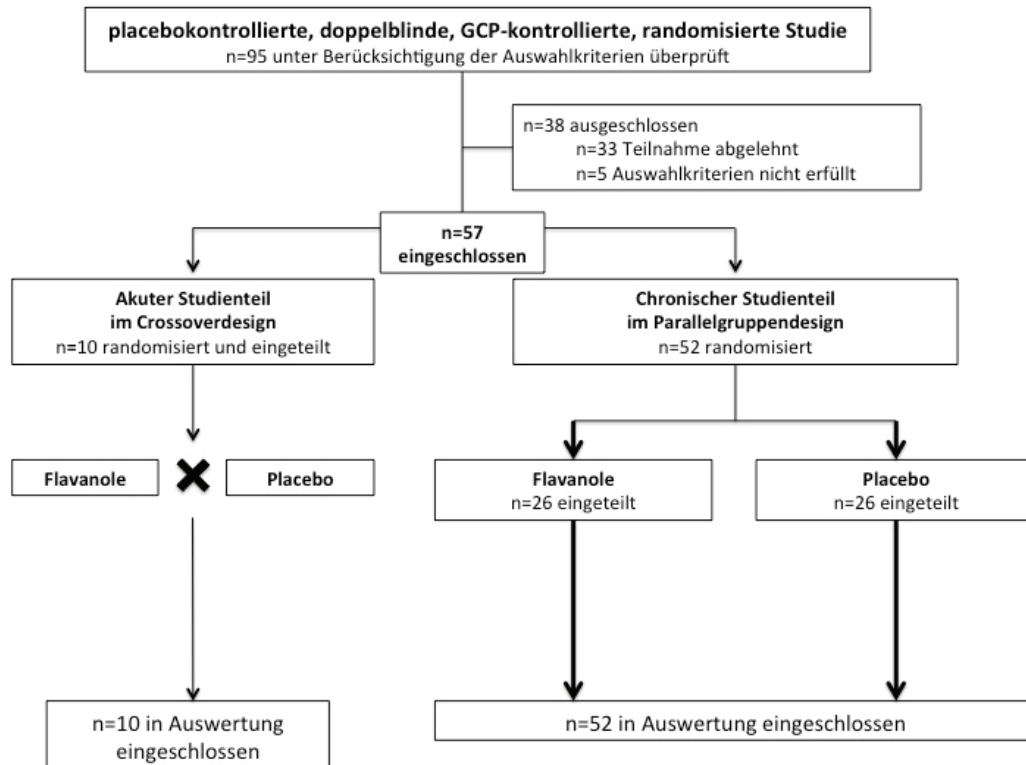 placebokontrollierte, doppelblinde, GCP-kontrollierte, randomisierte Studie
n=95 unter Berücksichtigung der Auswahlkriterien überprüft
n=38 ausgeschlossen
n=33 Teilnahme abgelehnt
n=5 Auswahlkriterien nicht erfüllt
n=57
eingeschlossen
Akuter Studienteil
im Crossoverdesign
n=10 randomisiert und eingeteilt
Chronischer Studienteil
im Parallelgruppendesign
n=52 randomisiert
Flavanole
Placebo
Flavanole
n=26 eingeteilt
Placebo
n=26 eingeteilt
n=10 in Auswertung
eingeschlossen
n=52 in Auswertung eingeschlossen